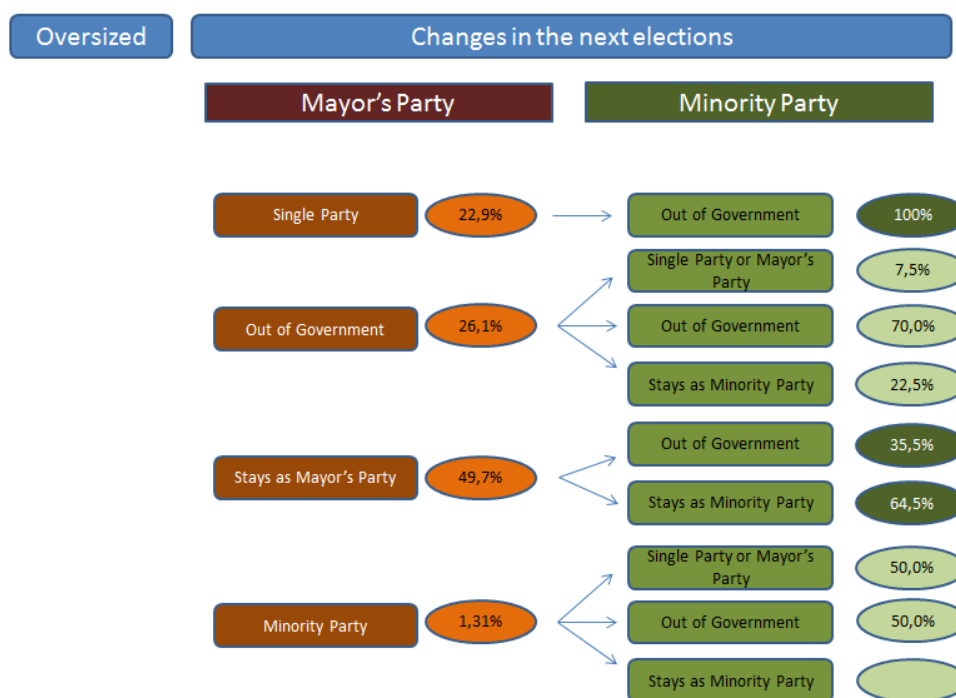 Oversized
Changes in the next elections
Mayor's Party
Minority Party
Single Party
22,9%
Out of Government
100%
Single Party or Mayor's
Party
7,5%
Out of Government
26,1%
Out of Government
70,0%
Stays as Minority Party
22,5%
Out of Government
35,5%
Stays as Mayor's Party
49,7%
Stays as Minority Party
64,5%
Single Party or Mayor's
Party
50,0%
Minority Party
1,31%
Out of Government
50,0%
Stays as Minority Party